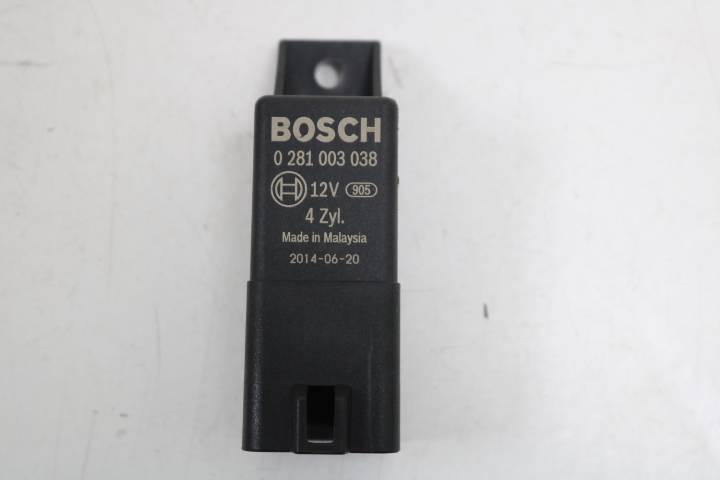 BOSCH
0 281 003 038
12V 905
4 Zyl.
Made in Malaysia
2014-06-20